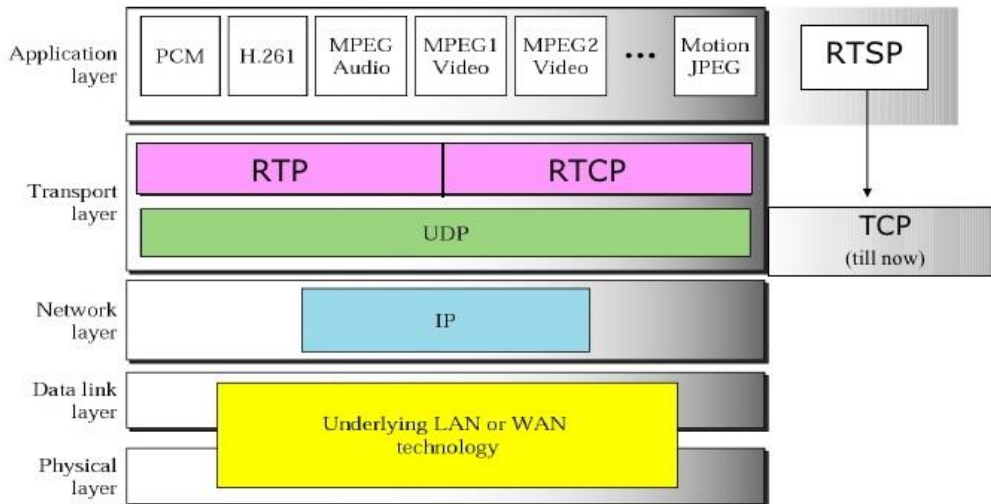 Application
layer
PCM
H.261
MPEG
Audio
MPEG1
Video
MPEG2
Video
•••
Motion
JPEG
RTSP
Transport
layer
RTP
RTCP
UDP
TCP
(till now)
Network
layer
IP
Data link
layer
Underlying LAN or WAN
technology
Physical
layer